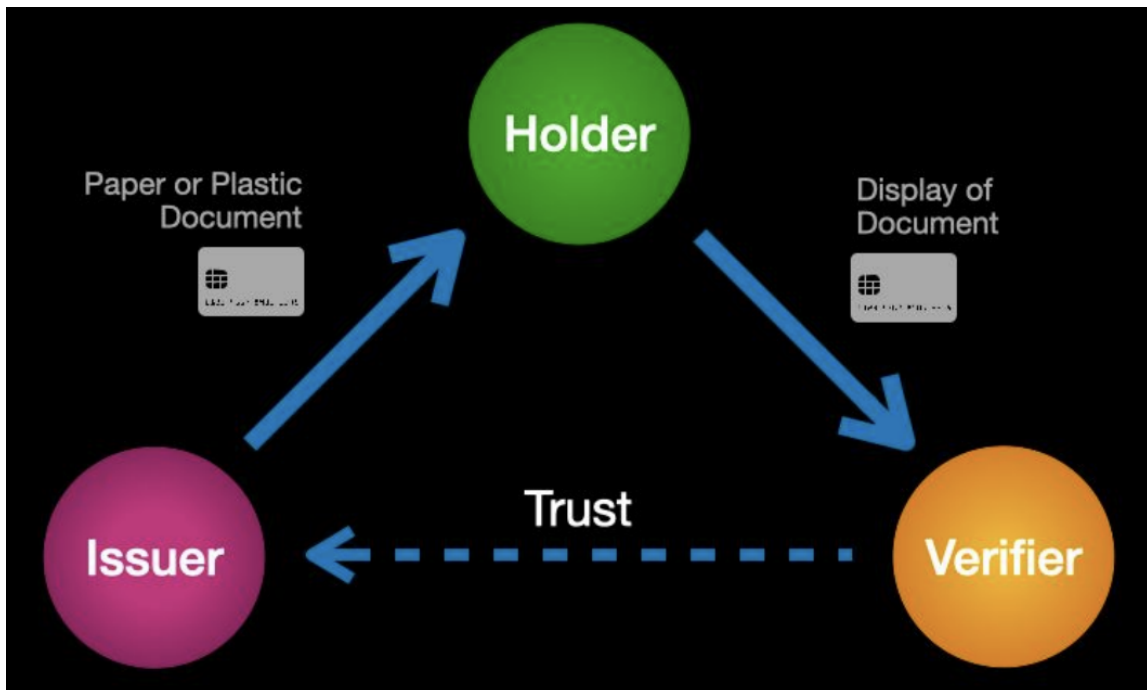 Holder
Paper or Plastic
Document
Display of
Document
Trust
Issuer
Verifier